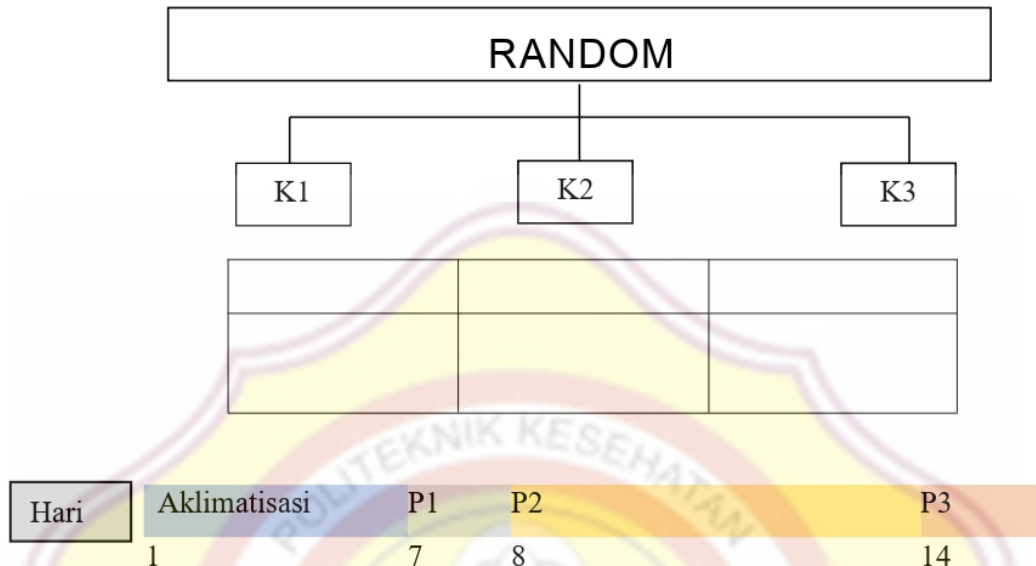 RANDOM
K1 K2 K3
POLITEKNIK KESEHATAN
Hari Aklimatisasi P1 P2 P3
1 7 8 14